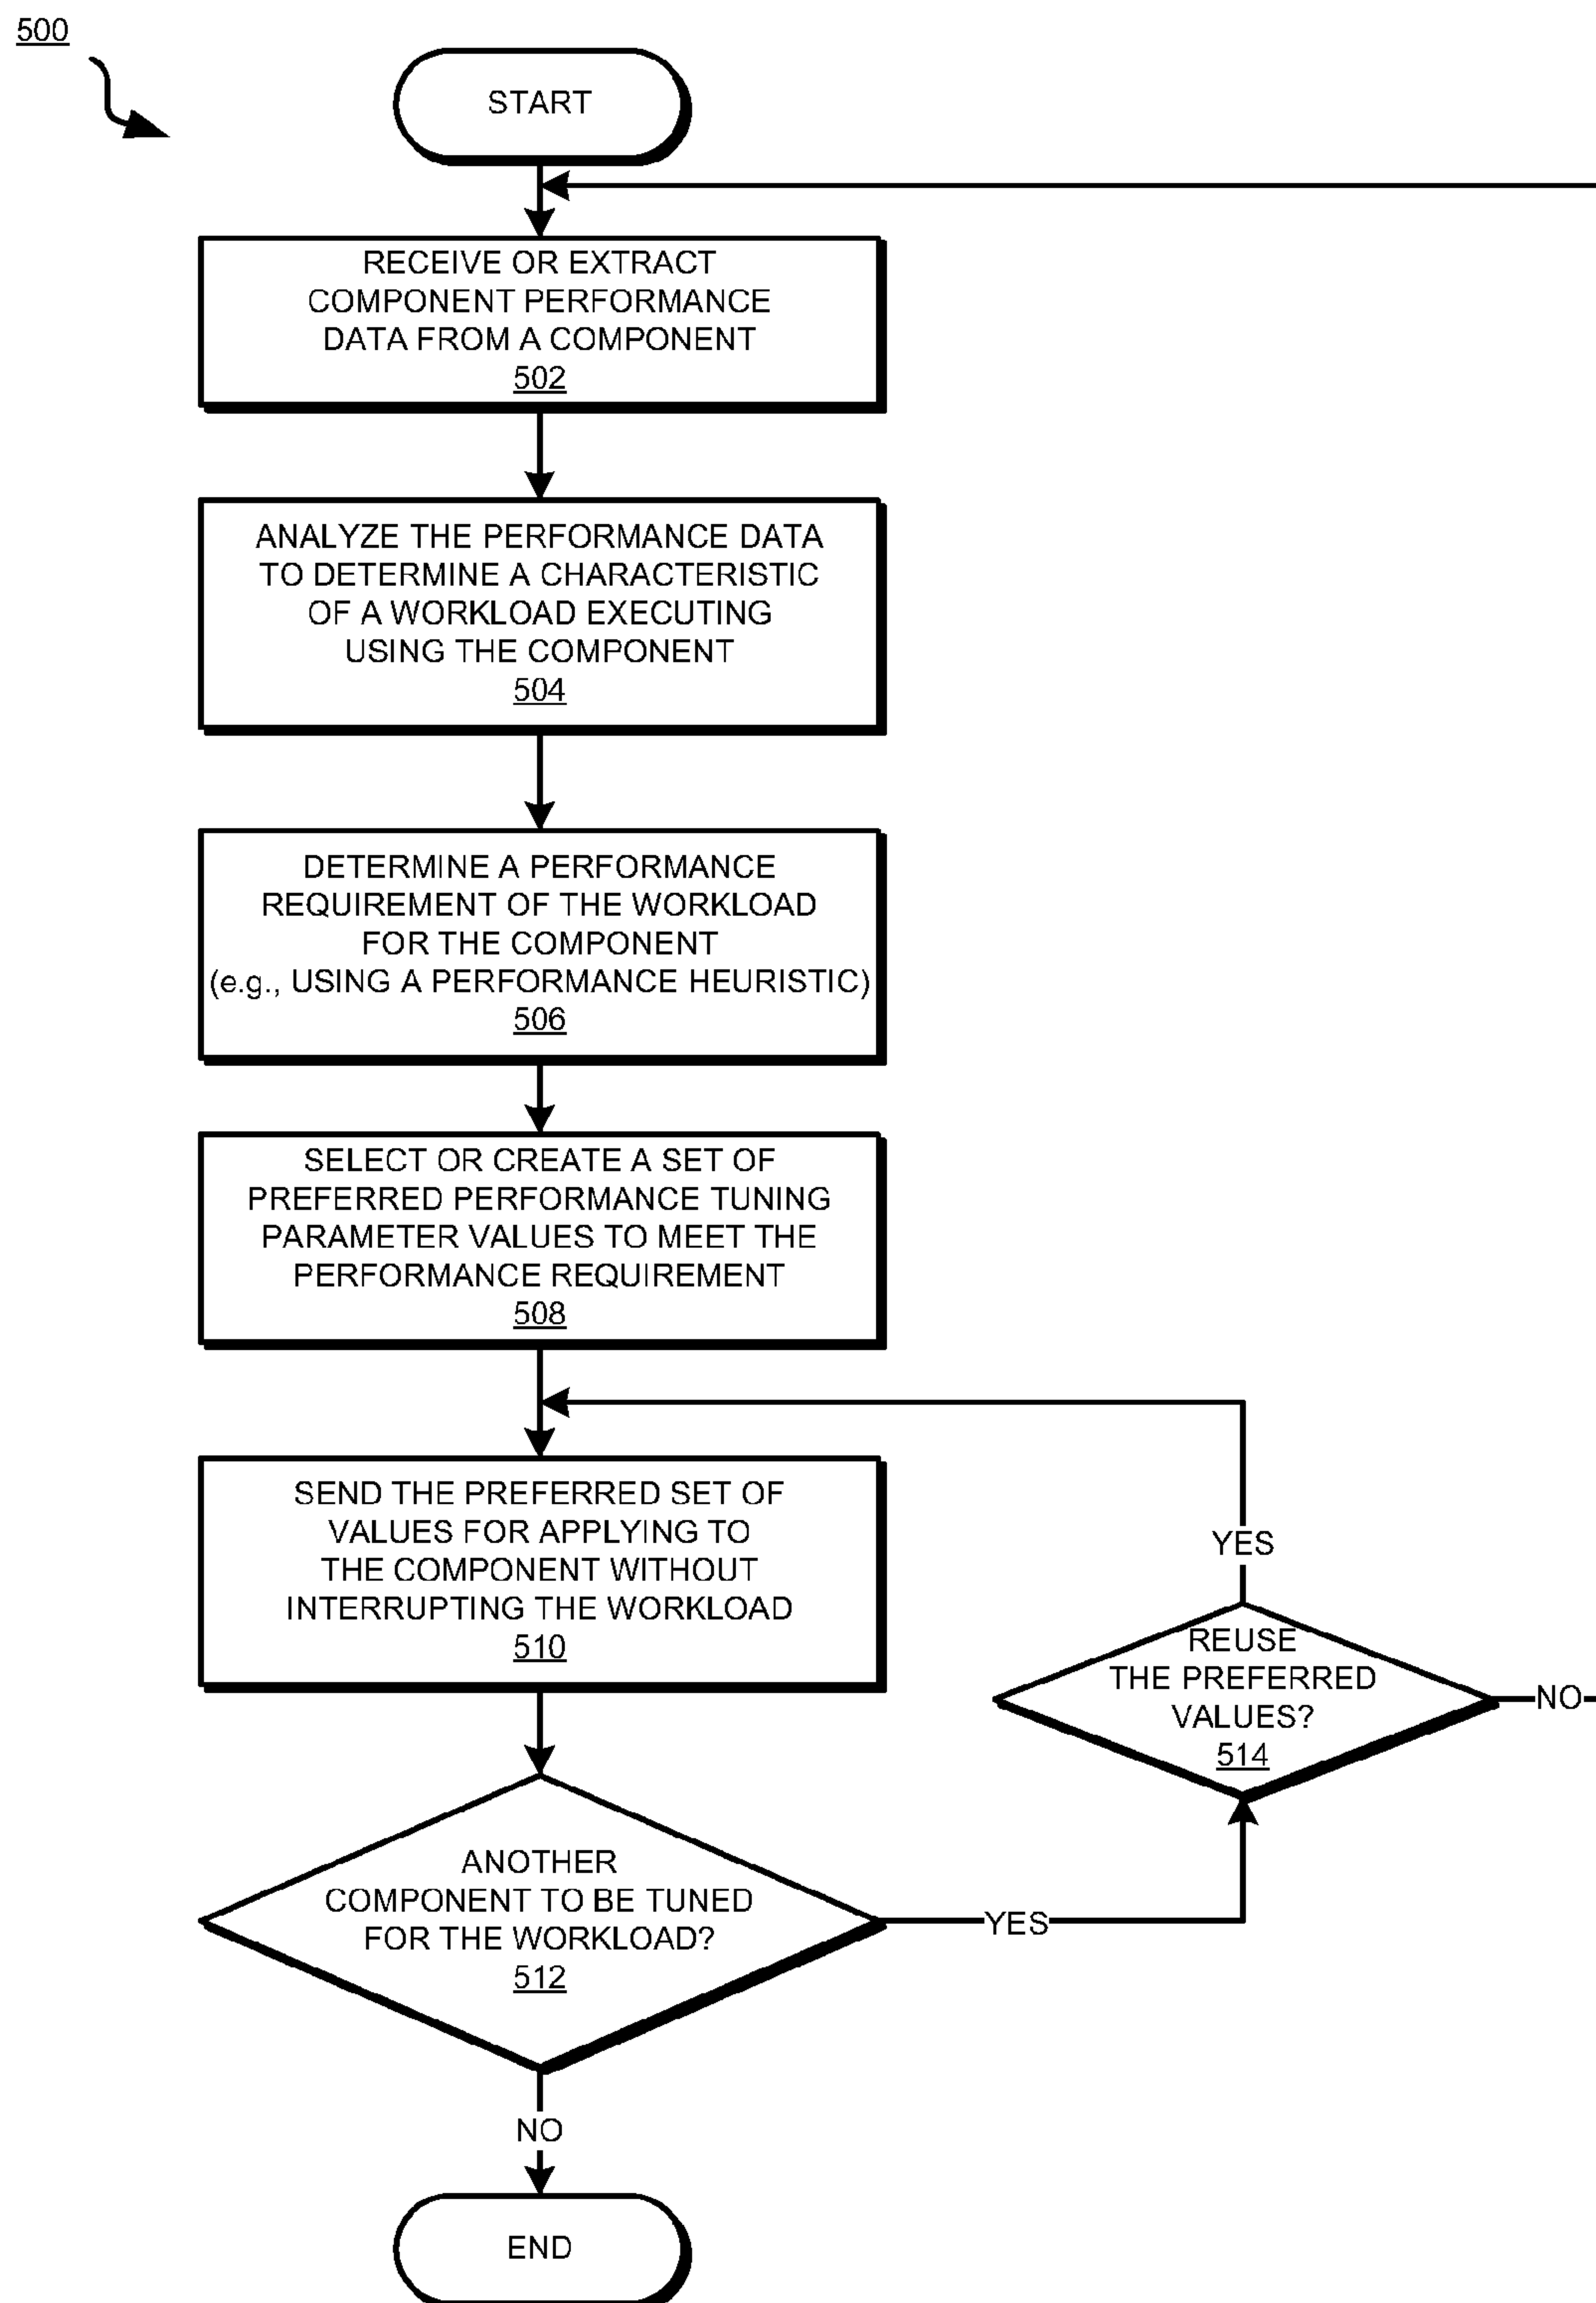 500
START
RECEIVE OR EXTRACT
COMPONENT PERFORMANCE
DATA FROM A COMPONENT
502
ANALYZE THE PERFORMANCE DATA
TO DETERMINE A CHARACTERISTIC
OF A WORKLOAD EXECUTING
USING THE COMPONENT
504
DETERMINE A PERFORMANCE
REQUIREMENT OF THE WORKLOAD
FOR THE COMPONENT
(e.g., USING A PERFORMANCE HEURISTIC)
506
SELECT OR CREATE A SET OF
PREFERRED PERFORMANCE TUNING
PARAMETER VALUES TO MEET THE
PERFORMANCE REQUIREMENT
508
SEND THE PREFERRED SET OF
VALUES FOR APPLYING TO
THE COMPONENT WITHOUT
INTERRUPTING THE WORKLOAD
510
YES
REUSE
THE PREFERRED
VALUES?
514
NO
ANOTHER
COMPONENT TO BE TUNED
FOR THE WORKLOAD?
512
YES
NO
END